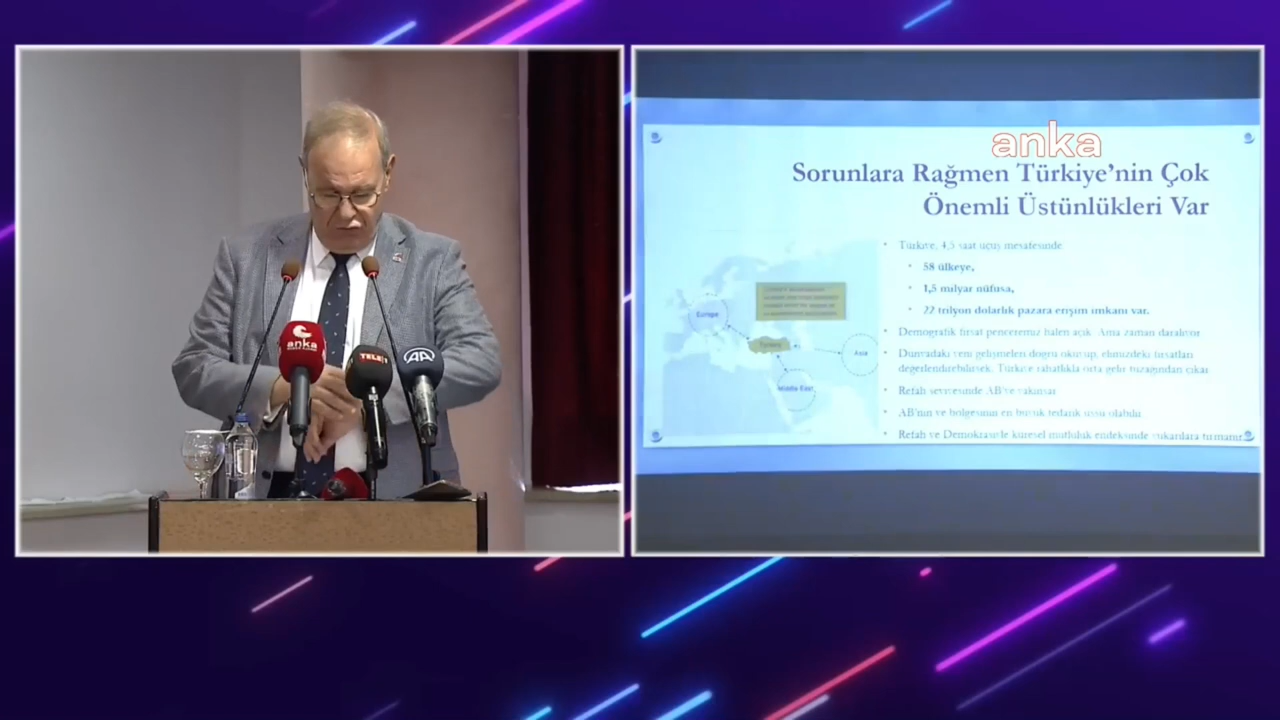 anka
TELE1
AA
anka
Sorunlara Rağmen Türkiye'nin Çok
Önemli Üstünlükleri Var
• Türkiye, 4,5 saat uçuş mesafesinde
• 58 ülkeye,
• 1,5 milyar nüfusa,
• 22 trilyon dolarlık pazara erişim imkanı var.
• Demografik fırsat penceremiz halen açık. Ama zaman daralıyor.
• Dünyadaki yeni gelişmeleri doğru okuyup, elimizdeki fırsatları
değerlendirebilirsek, Türkiye rahatlıkla orta gelir tuzağından çıkar.
• Refah seviyesinde AB'ye yakınsar.
• AB'nin ve bölgesinin en büyük tedarik üssü olabilir.
• Refah ve Demokrasiyle küresel mutluluk endeksinde yukarılara tırmanır.
Europe
Asia
Middle East